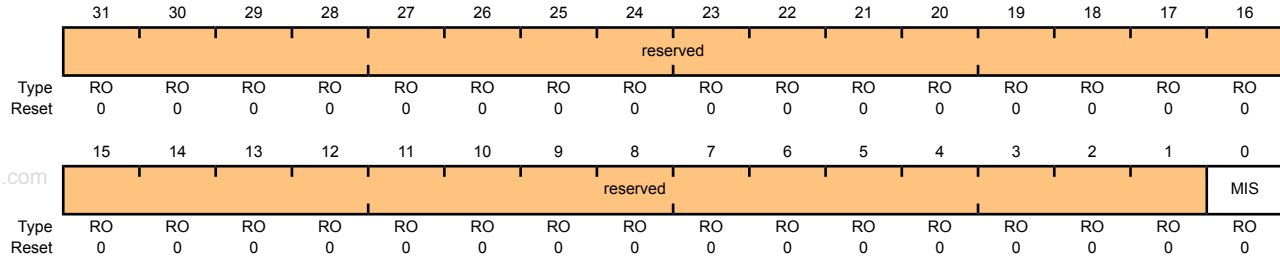 31 30 29 28 27 26 25 24 23 22 21 20 19 18 17 16
reserved
Type RO RO RO RO RO RO RO RO RO RO RO RO RO RO RO RO
Reset 0 0 0 0 0 0 0 0 0 0 0 0 0 0 0 0
15 14 13 12 11 10 9 8 7 6 5 4 3 2 1 0
.com reserved MIS
Type RO RO RO RO RO RO RO RO RO RO RO RO RO RO RO RO
Reset 0 0 0 0 0 0 0 0 0 0 0 0 0 0 0 0